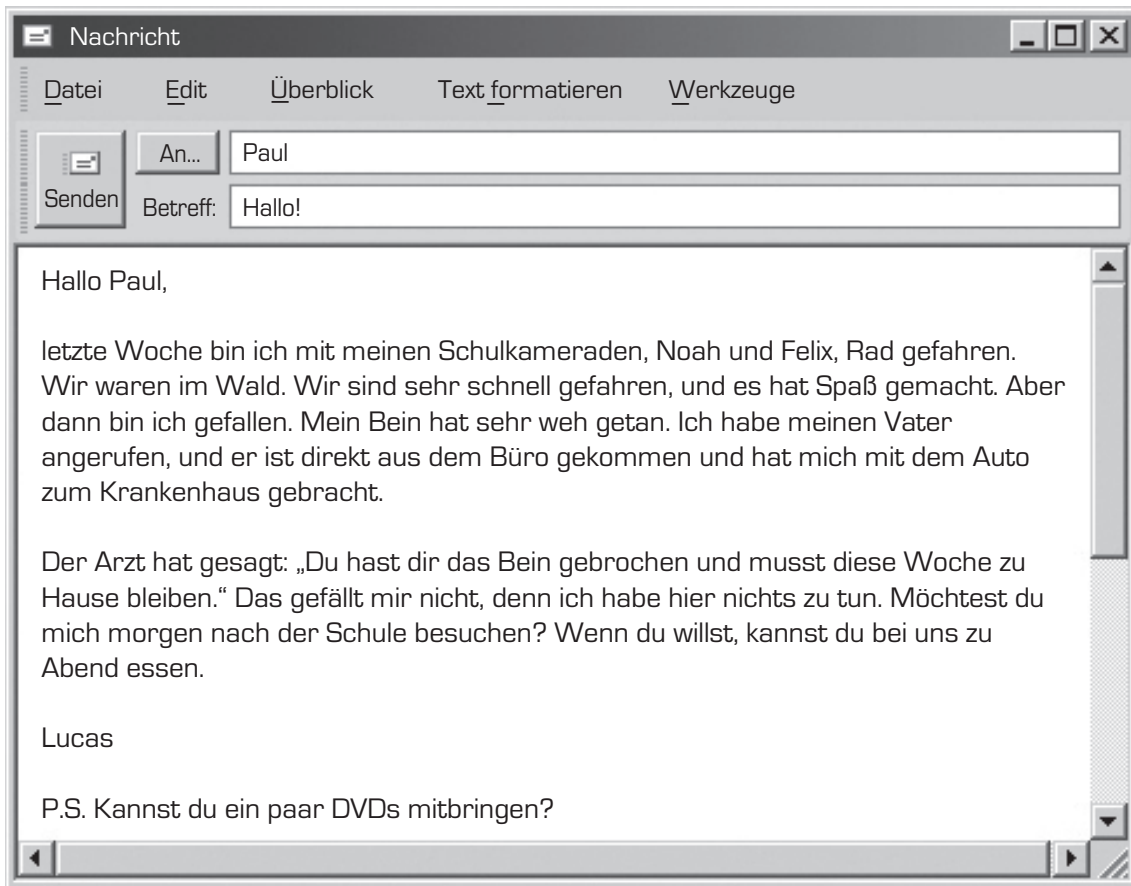 Nachricht
Datei Edit Überblick Text formatieren Werkzeuge
An... Paul
Senden
Betreff: Hallo!
Hallo Paul,
letzte Woche bin ich mit meinen Schulkameraden, Noah und Felix, Rad gefahren.
Wir waren im Wald. Wir sind sehr schnell gefahren, und es hat Spaß gemacht. Aber
dann bin ich gefallen. Mein Bein hat sehr weh getan. Ich habe meinen Vater
angerufen, und er ist direkt aus dem Büro gekommen und hat mich mit dem Auto
zum Krankenhaus gebracht.
Der Arzt hat gesagt: „Du hast dir das Bein gebrochen und musst diese Woche zu
Hause bleiben.“ Das gefällt mir nicht, denn ich habe hier nichts zu tun. Möchtest du
mich morgen nach der Schule besuchen? Wenn du willst, kannst du bei uns zu
Abend essen.
Lucas
P.S. Kannst du ein paar DVDs mitbringen?